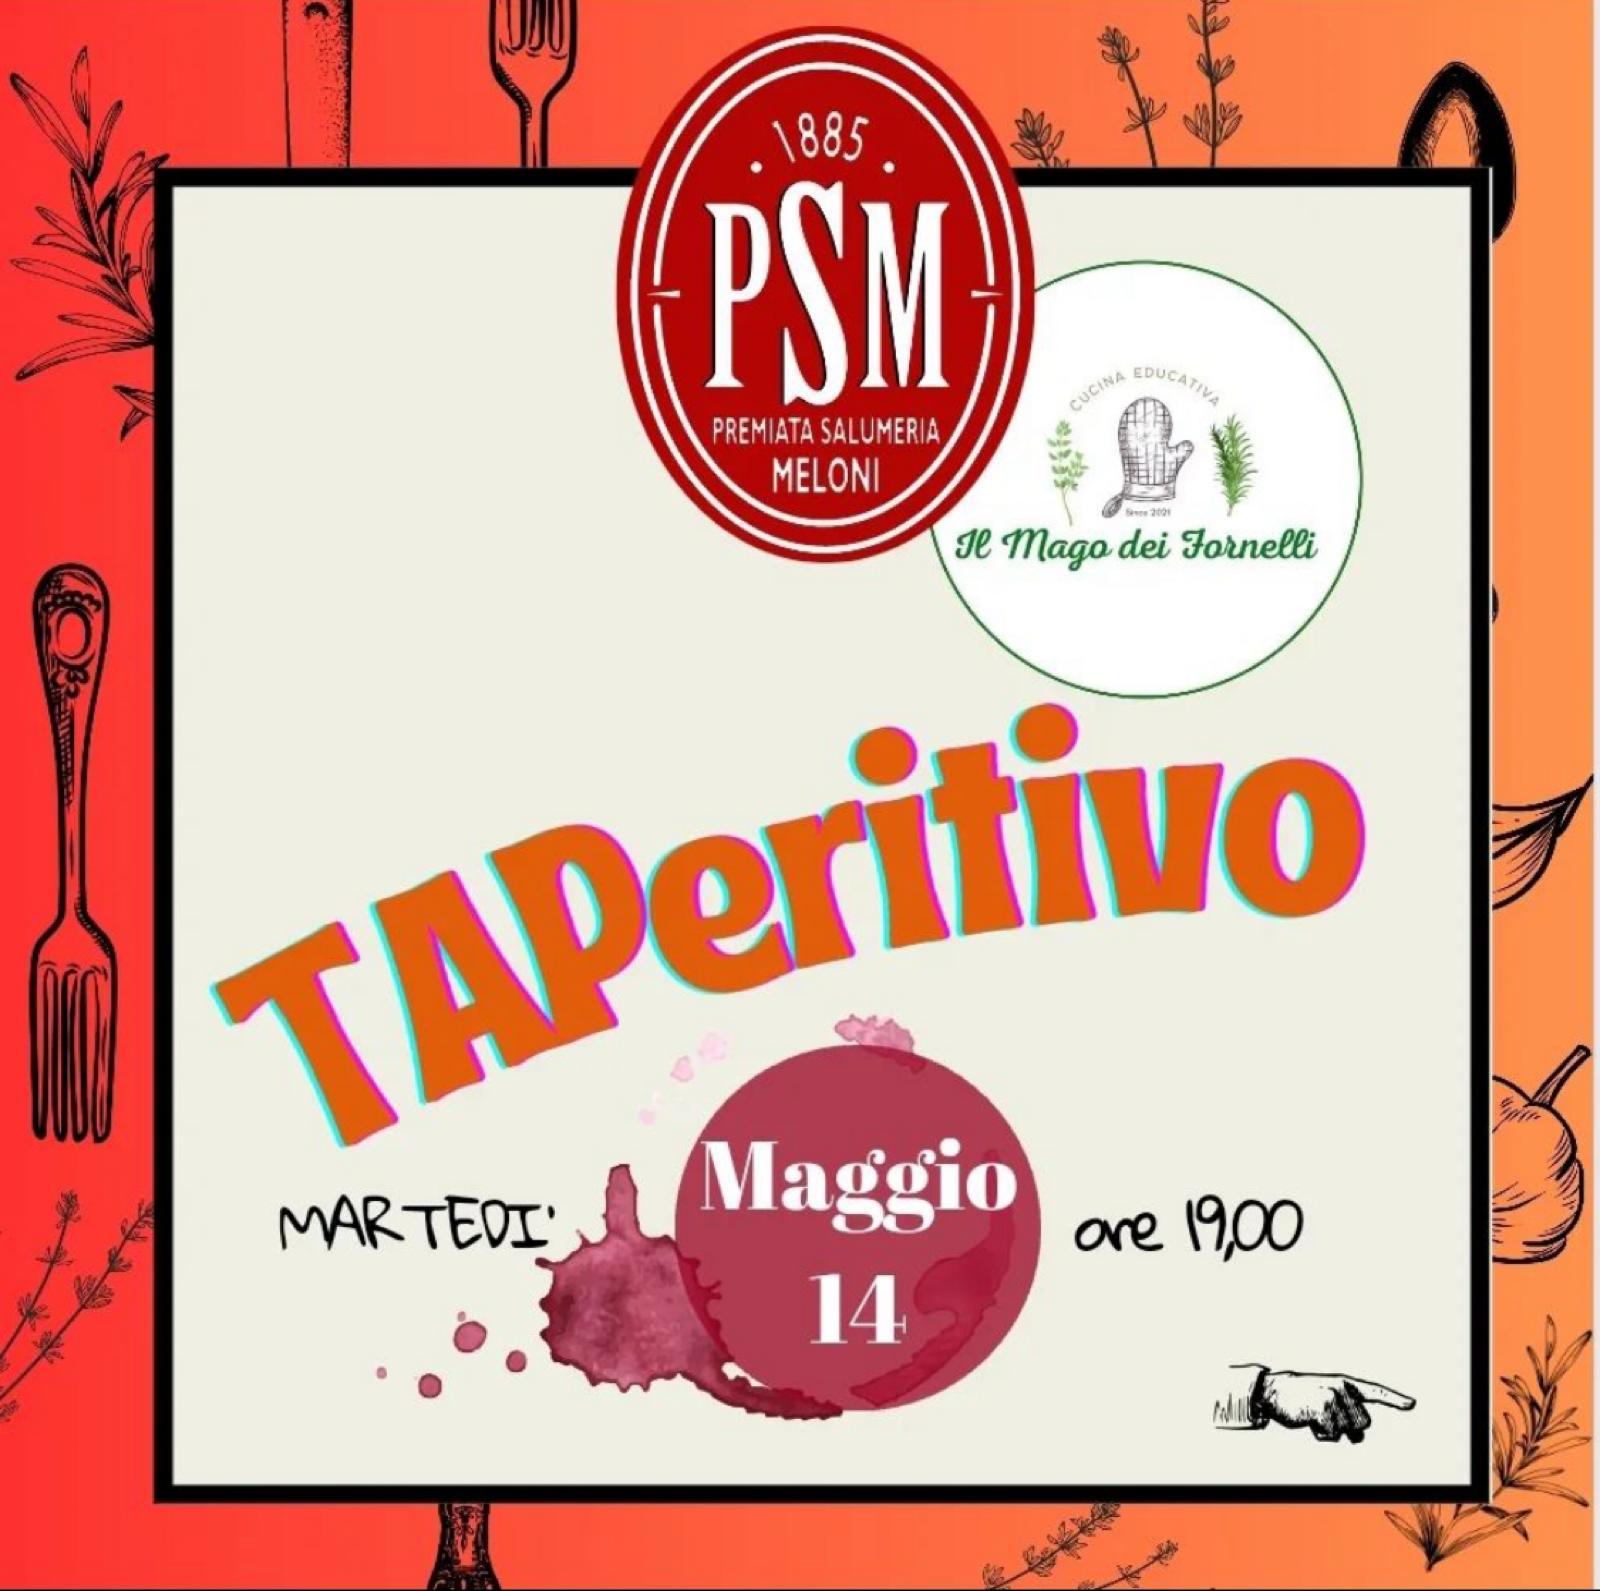 1885
PSM
PREMIATA SALUMERIA
MELONI
CUCINA EDUCATIVA
Since 2021
Il Mago dei Fornelli
TAPeritivo
MARTEDI'
Maggio
14
ore 19,00